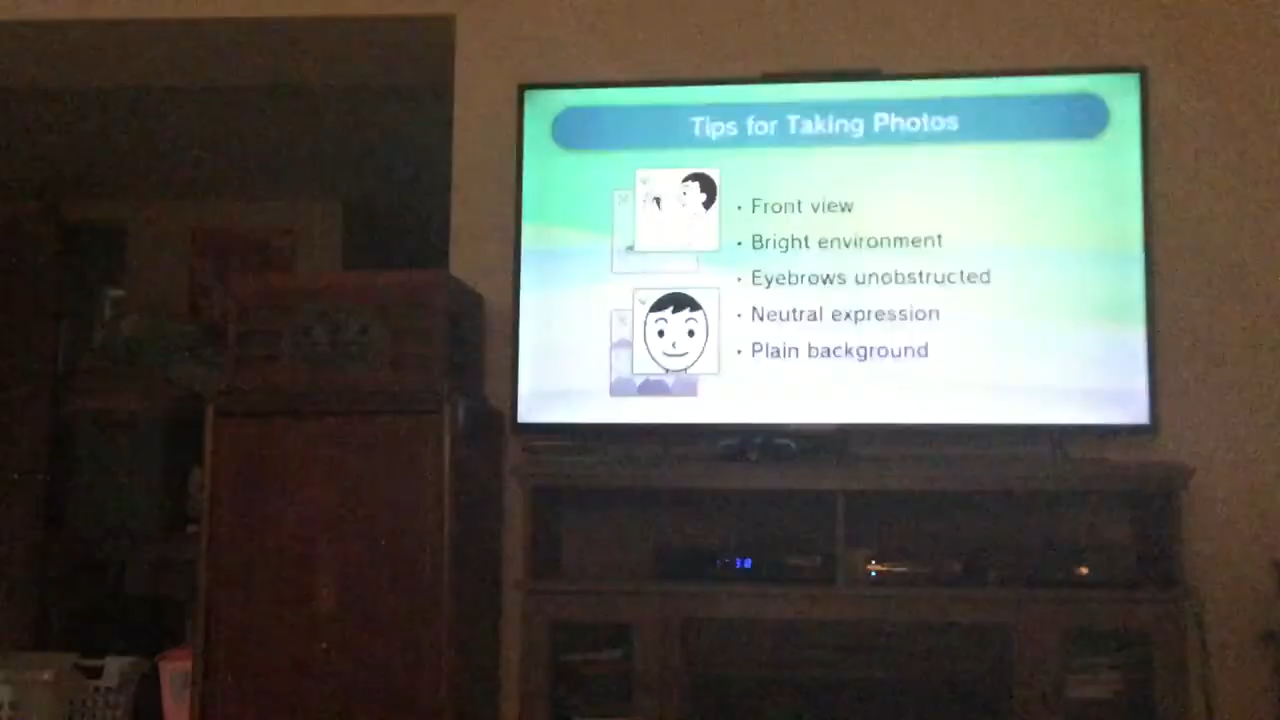 Tips for Taking Photos
• Front view
• Bright environment
• Eyebrows unobstructed
• Neutral expression
• Plain background